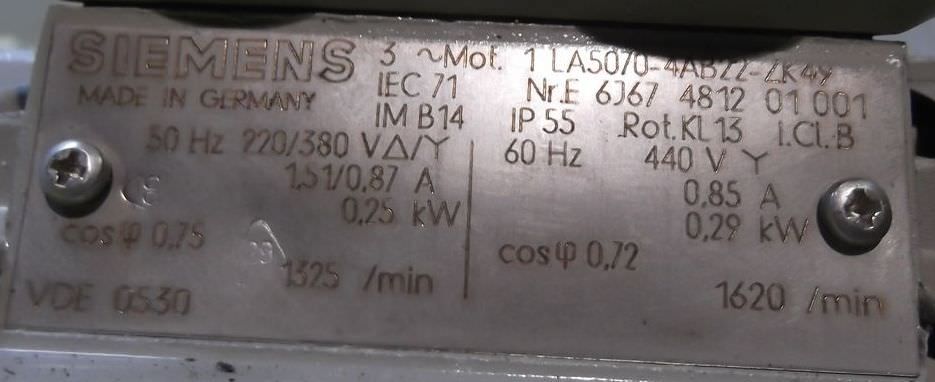 SIEMENS 3 ~Mot. 1 LA5070-4AB22-ZK49
MADE IN GERMANY IEC 71 Nr.E 6J67 4812 01 001
IM B14 IP 55 Rot.KL 13 I.Cl.B
50 Hz 220/380 V∆/Y 60 Hz 440 V Y
1,51/0,87 A 0,85 A
0,25 kW 0,29 kW
cosφ 0,75 cosφ 0,72
1325 /min 1620 /min
VDE 0530